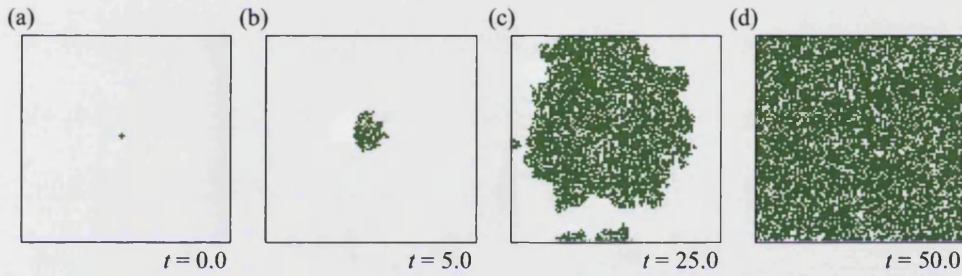 (a) (b) (c) (d)
t = 0.0 t = 5.0 t = 25.0 t = 50.0